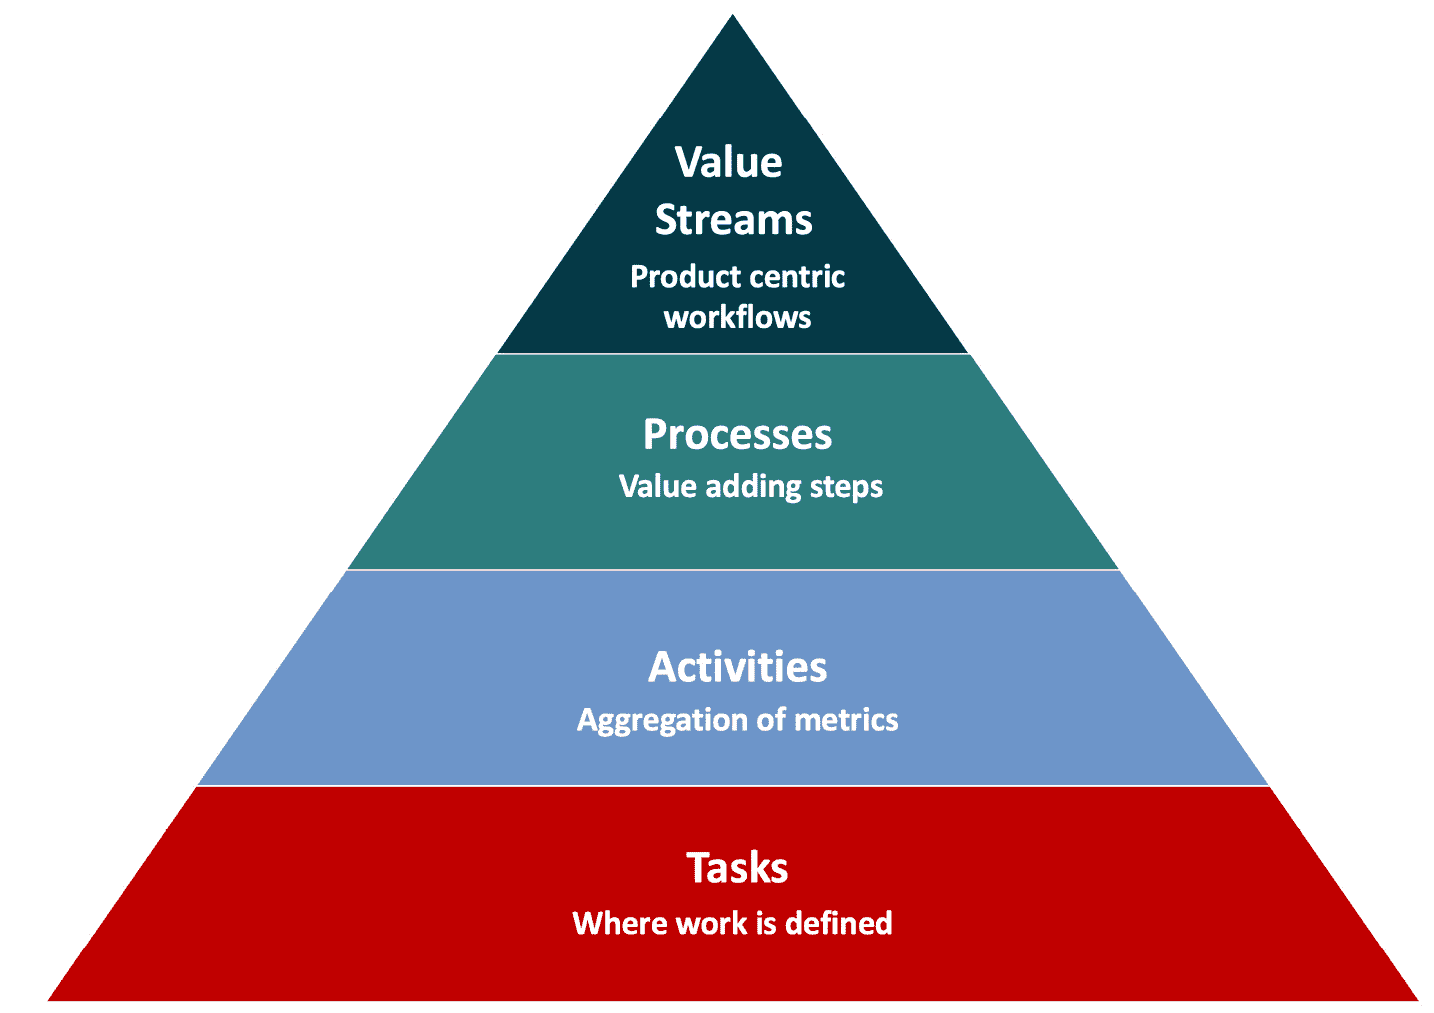 Value
Streams
Product centric
workflows
Processes
Value adding steps
Activities
Aggregation of metrics
Tasks
Where work is defined